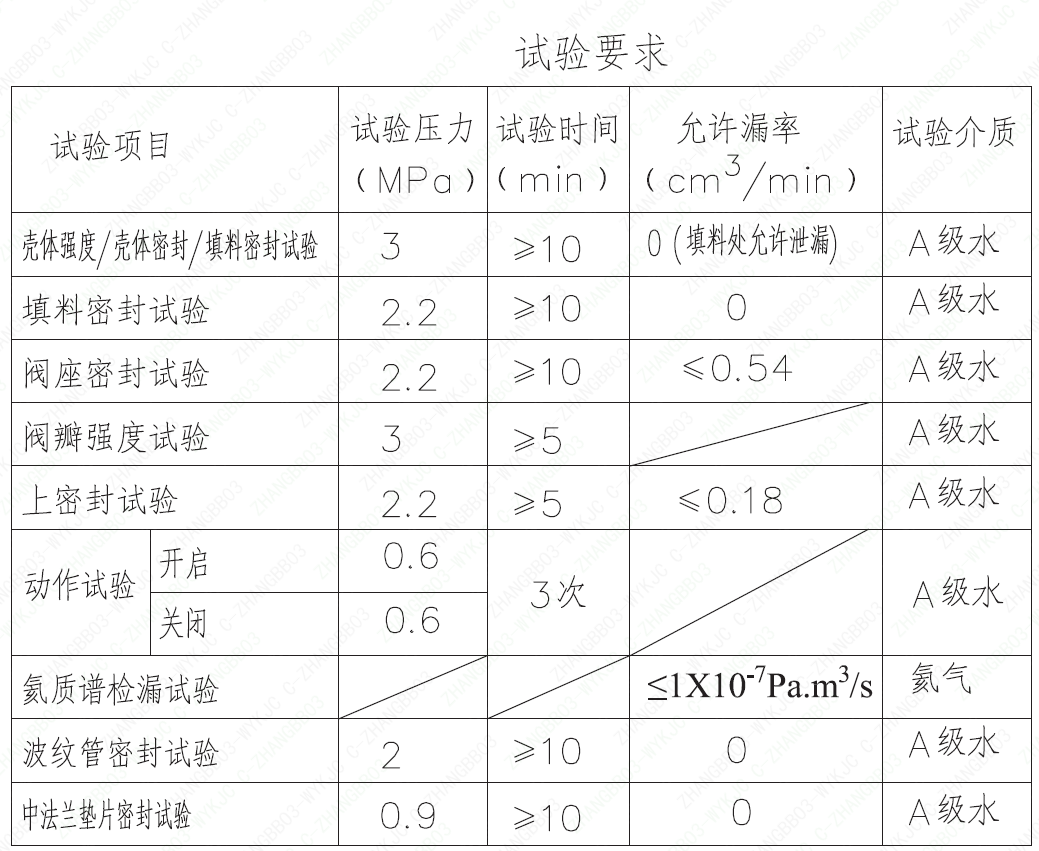 试验要求
试验项目 试验压力 (MPa) 试验时间 (min) 允许漏率 (cm³/min) 试验介质
壳体强度/壳体密封/填料密封试验 3 ≥10 0 (填料处允许泄漏) A级水
填料密封试验 2.2 ≥10 0 A级水
阀座密封试验 2.2 ≥10 ≤0.54 A级水
阀瓣强度试验 3 ≥5 A级水
上密封试验 2.2 ≥5 ≤0.18 A级水
动作试验 开启 0.6 3次 A级水
关闭 0.6
氦质谱检漏试验 ≤1X10⁻⁷Pa.m³/s 氦气
波纹管密封试验 2 ≥10 0 A级水
中法兰垫片密封试验 0.9 ≥10 0 A级水